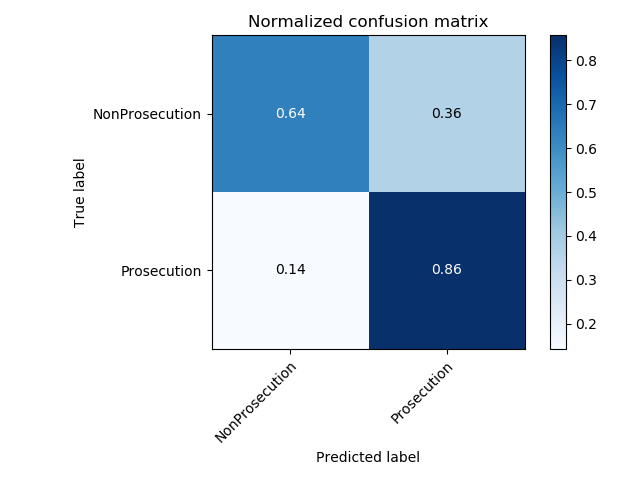 Normalized confusion matrix
True label
NonProsecution
0.64
0.36
Prosecution
0.14
0.86
NonProsecution
Prosecution
Predicted label
0.8
0.7
0.6
0.5
0.4
0.3
0.2